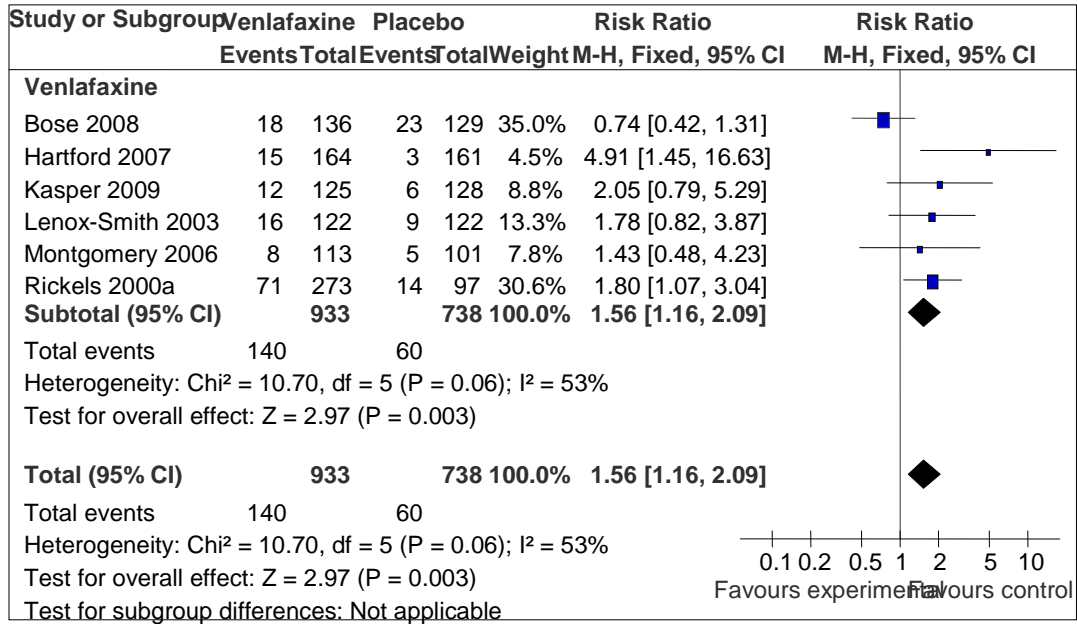 Study or Subgroup Venlafaxine Placebo Risk Ratio Risk Ratio
Events Total Events Total Weight M-H, Fixed, 95% CI M-H, Fixed, 95% CI
Venlafaxine
Bose 2008 18 136 23 129 35.0% 0.74 [0.42, 1.31]
Hartford 2007 15 164 3 161 4.5% 4.91 [1.45, 16.63]
Kasper 2009 12 125 6 128 8.8% 2.05 [0.79, 5.29]
Lenox-Smith 2003 16 122 9 122 13.3% 1.78 [0.82, 3.87]
Montgomery 2006 8 113 5 101 7.8% 1.43 [0.48, 4.23]
Rickels 2000a 71 273 14 97 30.6% 1.80 [1.07, 3.04]
Subtotal (95% CI) 933 738 100.0% 1.56 [1.16, 2.09]
Total events 140 60
Heterogeneity: Chi² = 10.70, df = 5 (P = 0.06); I² = 53%
Test for overall effect: Z = 2.97 (P = 0.003)
Total (95% CI) 933 738 100.0% 1.56 [1.16, 2.09]
Total events 140 60
Heterogeneity: Chi² = 10.70, df = 5 (P = 0.06); I² = 53%
0.1 0.2 0.5 1 2 5 10
Test for overall effect: Z = 2.97 (P = 0.003)
Favours experimental Favours control
Test for subgroup differences: Not applicable